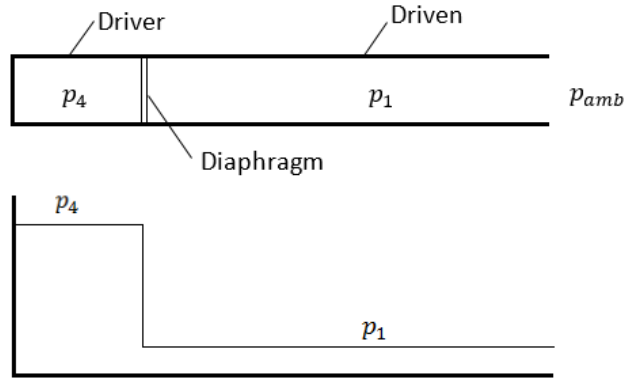 Driver
Driven
p₄
p₁
pₐₘb
Diaphragm
p₄
p₁